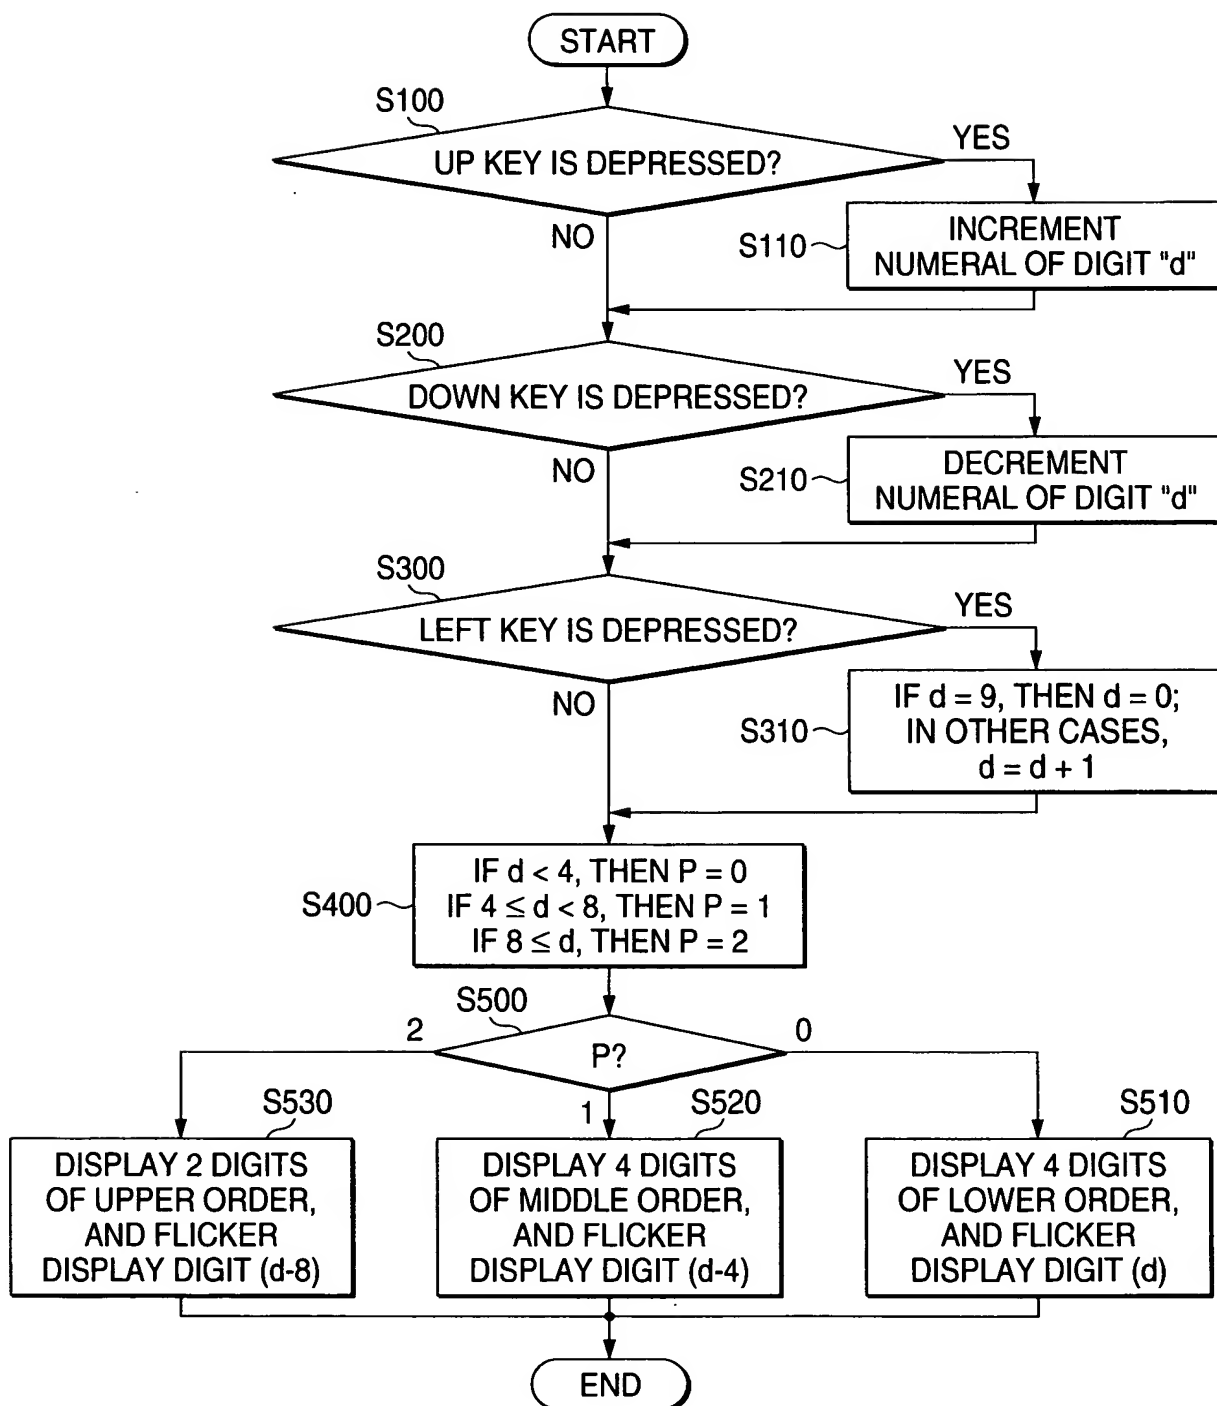 START
S100
UP KEY IS DEPRESSED?
YES
NO
S110
INCREMENT
NUMERAL OF DIGIT "d"
S200
DOWN KEY IS DEPRESSED?
YES
NO
S210
DECREMENT
NUMERAL OF DIGIT "d"
S300
LEFT KEY IS DEPRESSED?
YES
NO
S310
IF d = 9, THEN d = 0;
IN OTHER CASES,
d = d + 1
S400
IF d < 4, THEN P = 0
IF 4 ≤ d < 8, THEN P = 1
IF 8 ≤ d, THEN P = 2
S500
P?
2
1
0
S530
DISPLAY 2 DIGITS
OF UPPER ORDER,
AND FLICKER
DISPLAY DIGIT (d-8)
S520
DISPLAY 4 DIGITS
OF MIDDLE ORDER,
AND FLICKER
DISPLAY DIGIT (d-4)
S510
DISPLAY 4 DIGITS
OF LOWER ORDER,
AND FLICKER
DISPLAY DIGIT (d)
END